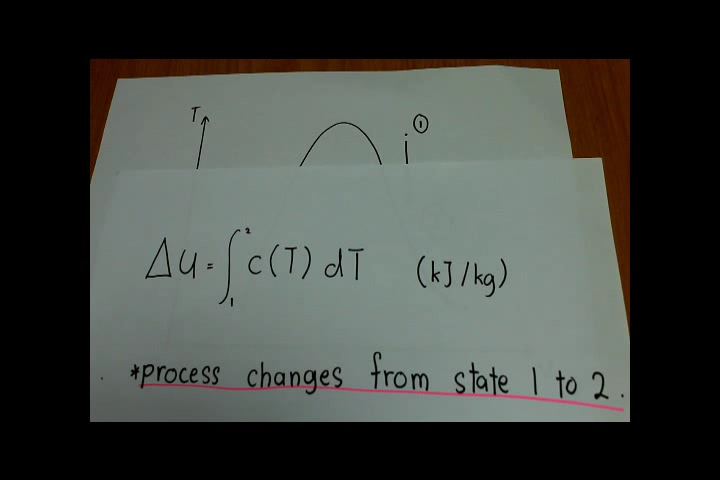 T
①
Δu = ∫₁² c(T) dT (kJ/kg)
*process changes from state 1 to 2.